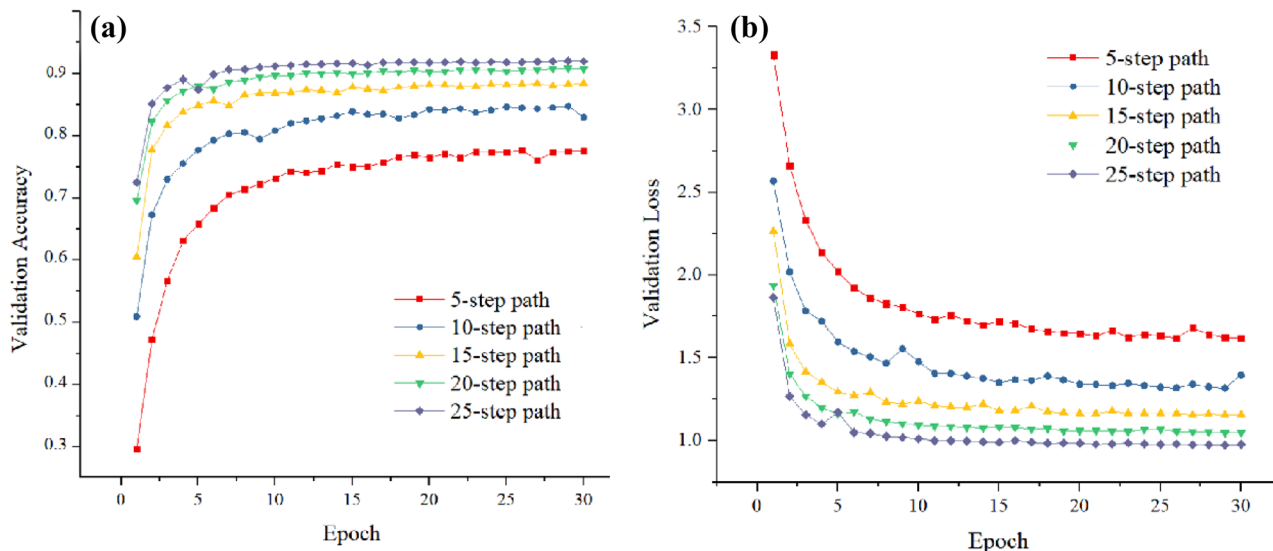 (a)
Validation Accuracy
0.9
0.8
0.7
0.6
0.5
0.4
0.3
0 5 10 15 20 25 30
Epoch
5-step path
10-step path
15-step path
20-step path
25-step path
(b)
Validation Loss
3.5
3.0
2.5
2.0
1.5
1.0
0 5 10 15 20 25 30
Epoch
5-step path
10-step path
15-step path
20-step path
25-step path